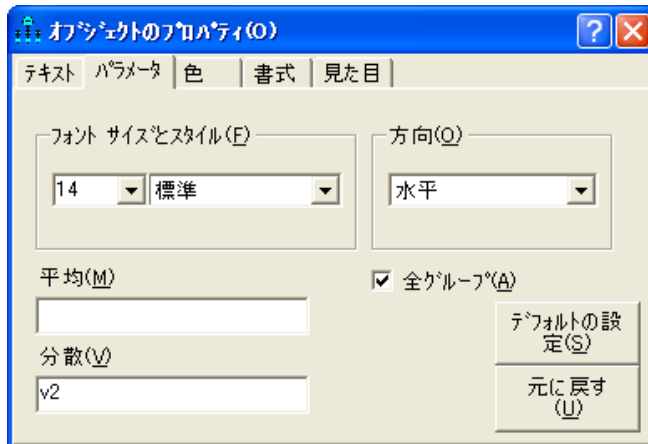 ｵﾌﾞｼﾞｪｸﾄのﾌﾟﾛﾊﾟﾃｨ(O)
テキスト ﾊﾟﾗﾒｰﾀ 色 書式 見た目
フォント サイズとスタイル(F) 方向(O)
14 標準 水平
平均(M) 全ｸﾞﾙｰﾌﾟ(A)
分散(V) ﾃﾞﾌｫﾙﾄの設
定(S)
v2 元に戻す
(U)